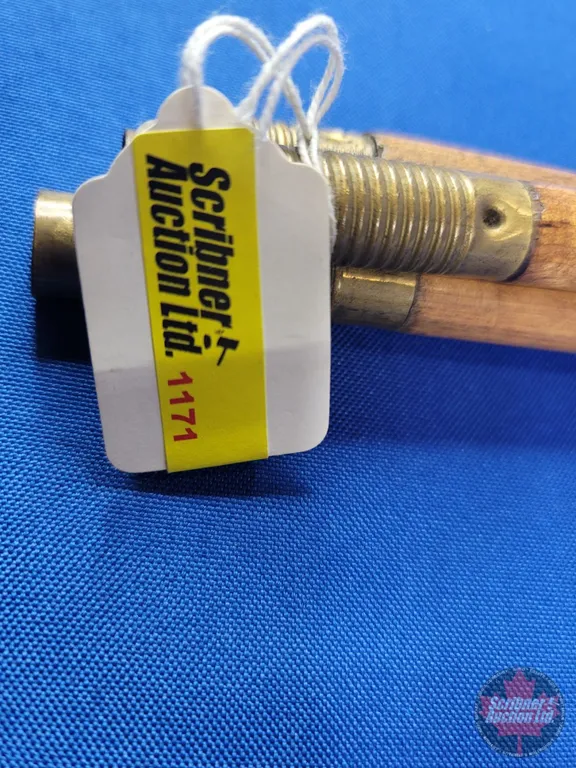 Scribner
Auction Ltd.
1171
Scribner
Auction Ltd.